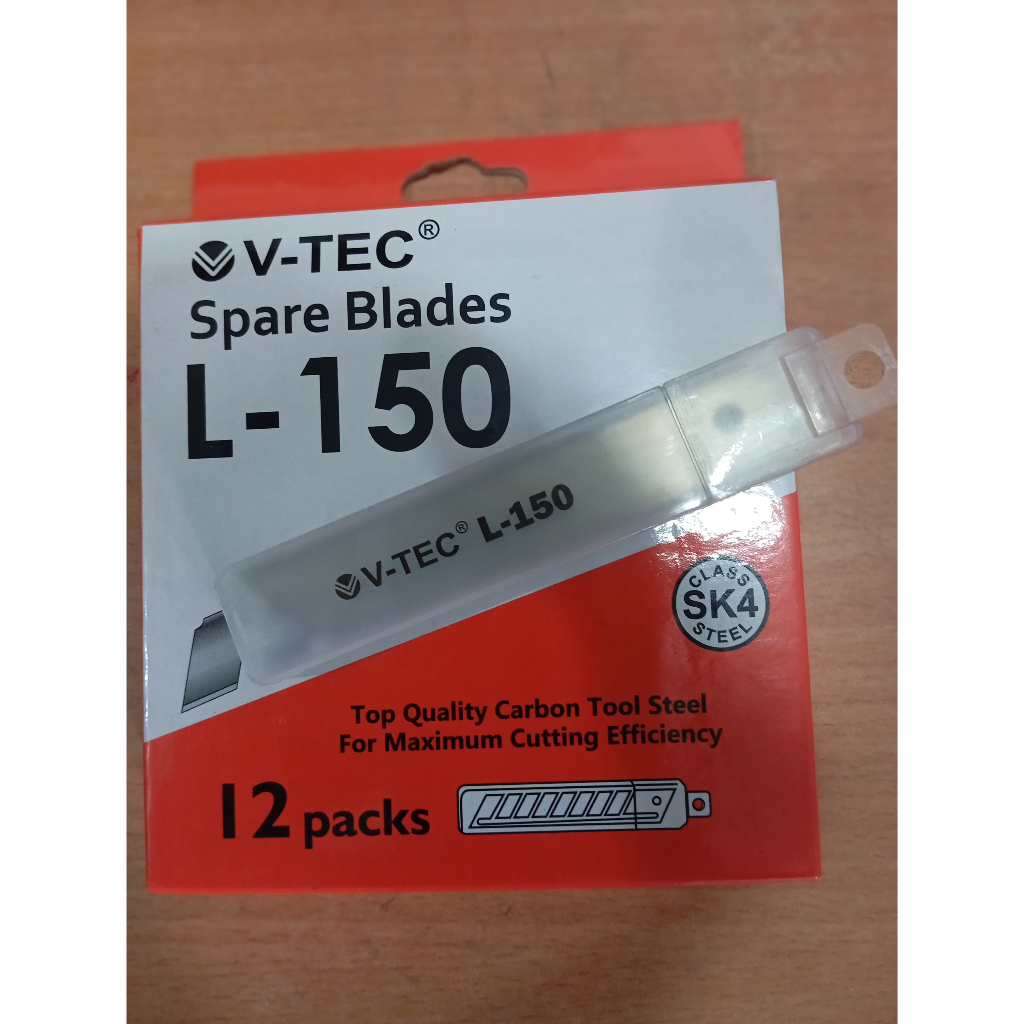 V-TEC®
Spare Blades
L-150
V-TEC® L-150
CLASS
SK4
STEEL
Top Quality Carbon Tool Steel
For Maximum Cutting Efficiency
12 packs